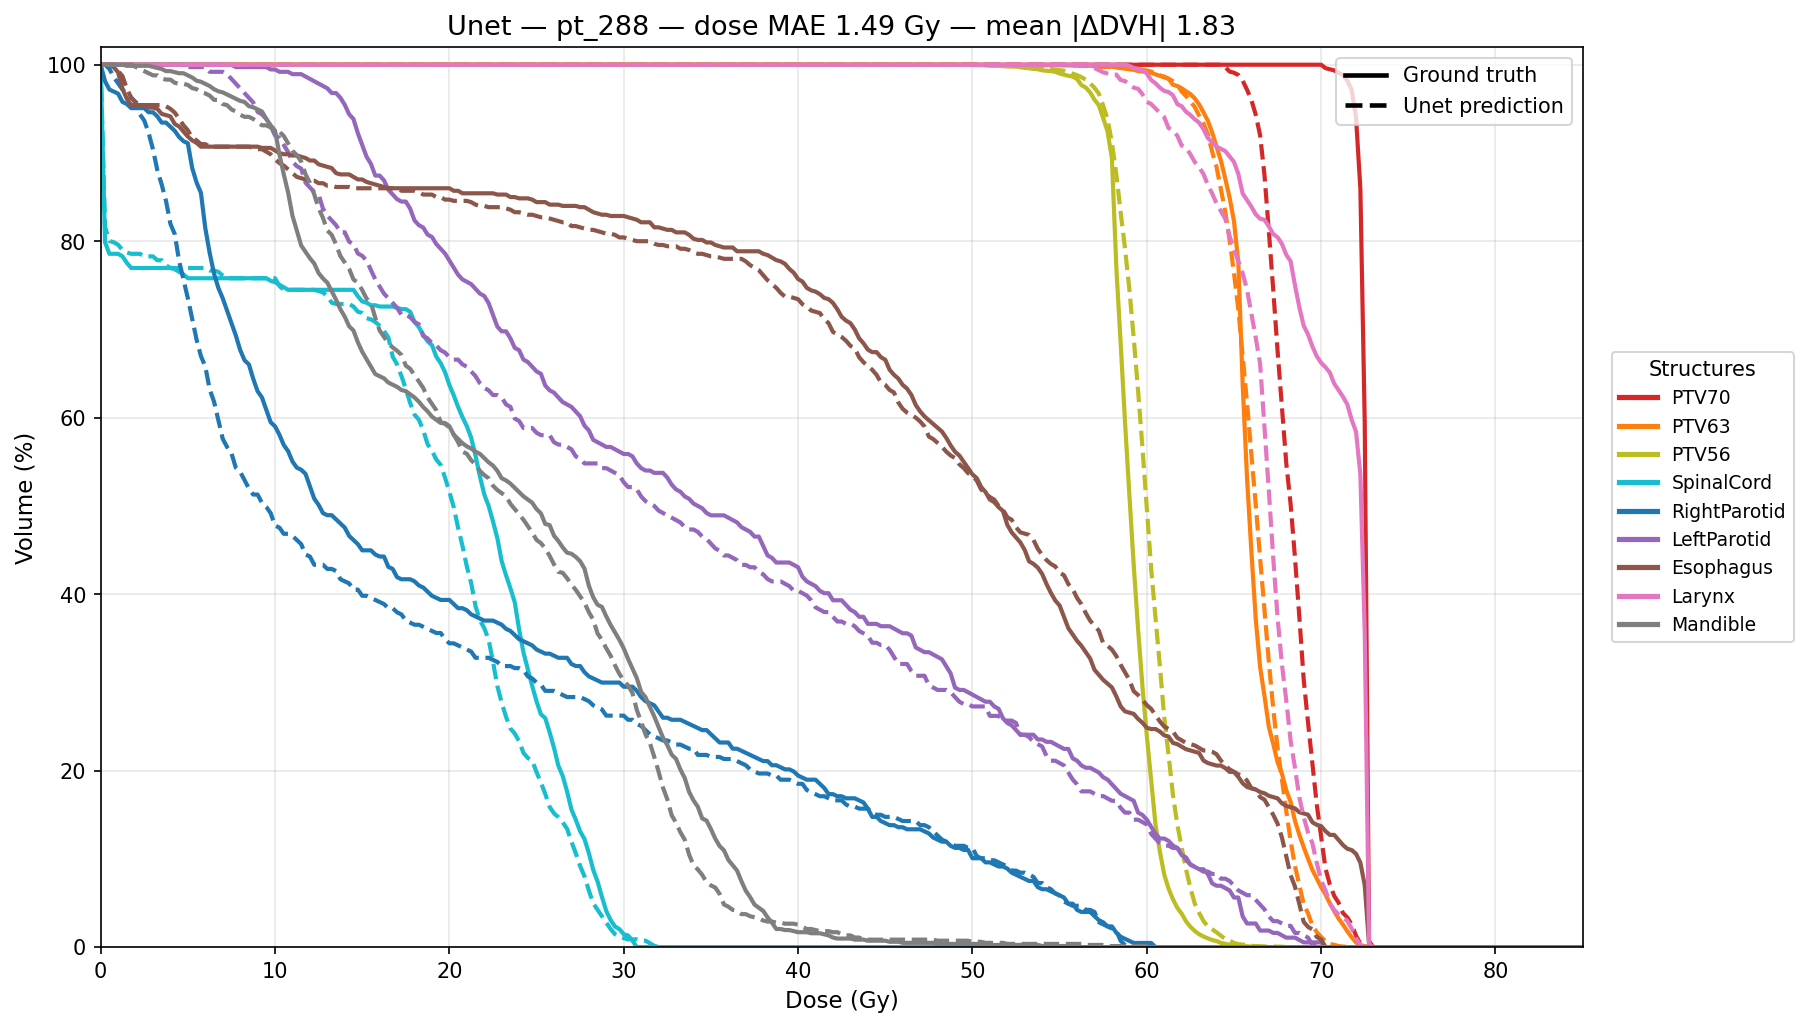 Unet — pt_288 — dose MAE 1.49 Gy — mean |ΔDVH| 1.83
Ground truth
Unet prediction
Volume (%)
100
80
60
40
20
0
0 10 20 30 40 50 60 70 80
Dose (Gy)
Structures
PTV70
PTV63
PTV56
SpinalCord
RightParotid
LeftParotid
Esophagus
Larynx
Mandible